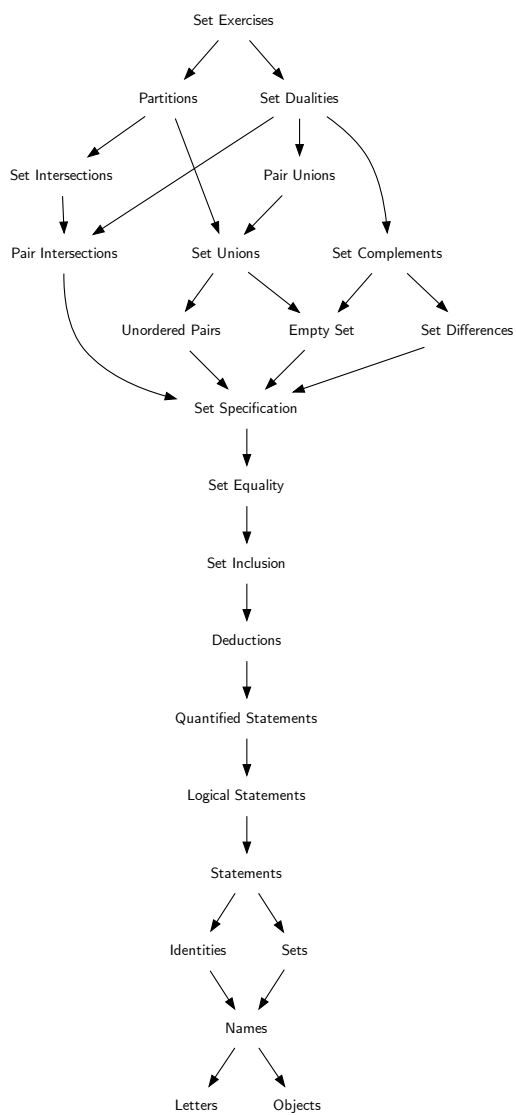 Set Exercises
Partitions
Set Dualities
Set Intersections
Pair Unions
Pair Intersections
Set Unions
Set Complements
Unordered Pairs
Empty Set
Set Differences
Set Specification
Set Equality
Set Inclusion
Deductions
Quantified Statements
Logical Statements
Statements
Identities
Sets
Names
Letters
Objects